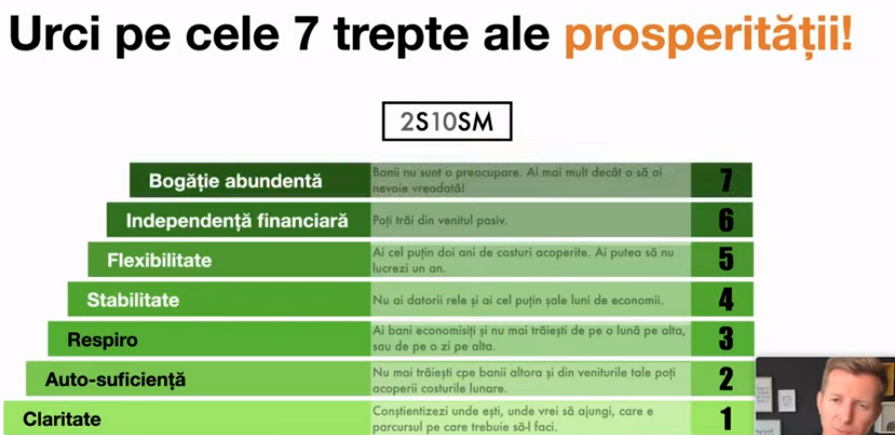 Urci pe cele 7 trepte ale prosperității!
2S10SM
Bogăție abundentă
Banii nu sunt o preocupare. Ai mai mult decât o să ai
nevoie vreodată!
7
Independență financiară
Poți trăi din venitul pasiv.
6
Flexibilitate
Ai cel puțin doi ani de costuri acoperite. Ai putea să nu
lucrezi un an.
5
Stabilitate
Nu ai datorii rele și ai cel puțin șale luni de economii.
4
Respiro
Ai bani economisiți și nu mai trăiești de pe o lună pe alta,
sau de pe o zi pe alta.
3
Auto-suficiență
Nu mai trăiești cpe banii altora și din veniturile tale poți
acoperii costurile lunare.
2
Claritate
Conștientizezi unde ești, unde vrei să ajungi, care e
parcursul pe care trebuie să-l faci.
1